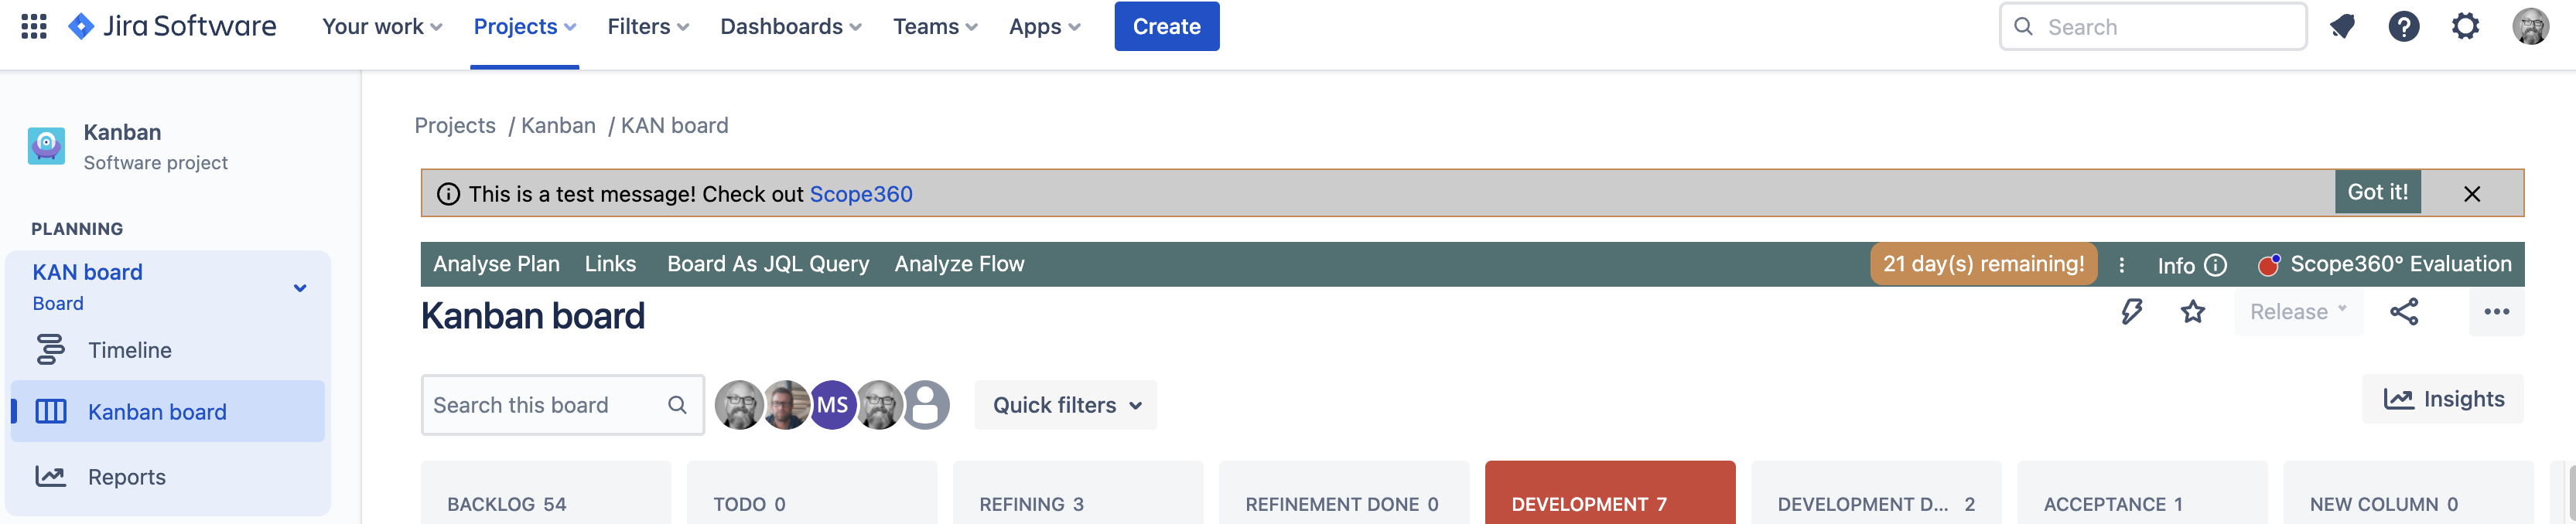 Jira Software Your work Projects Filters Dashboards Teams Apps Create Search
Kanban
Software project
PLANNING
KAN board
Board
Timeline
Kanban board
Reports
Projects / Kanban / KAN board
This is a test message! Check out Scope360 Got it!
Analyse Plan Links Board As JQL Query Analyze Flow 21 day(s) remaining! Info Scope360° Evaluation
Kanban board Release
Search this board MS Quick filters Insights
BACKLOG 54 TODO 0 REFINING 3 REFINEMENT DONE 0 DEVELOPMENT 7 DEVELOPMENT D... 2 ACCEPTANCE 1 NEW COLUMN 0